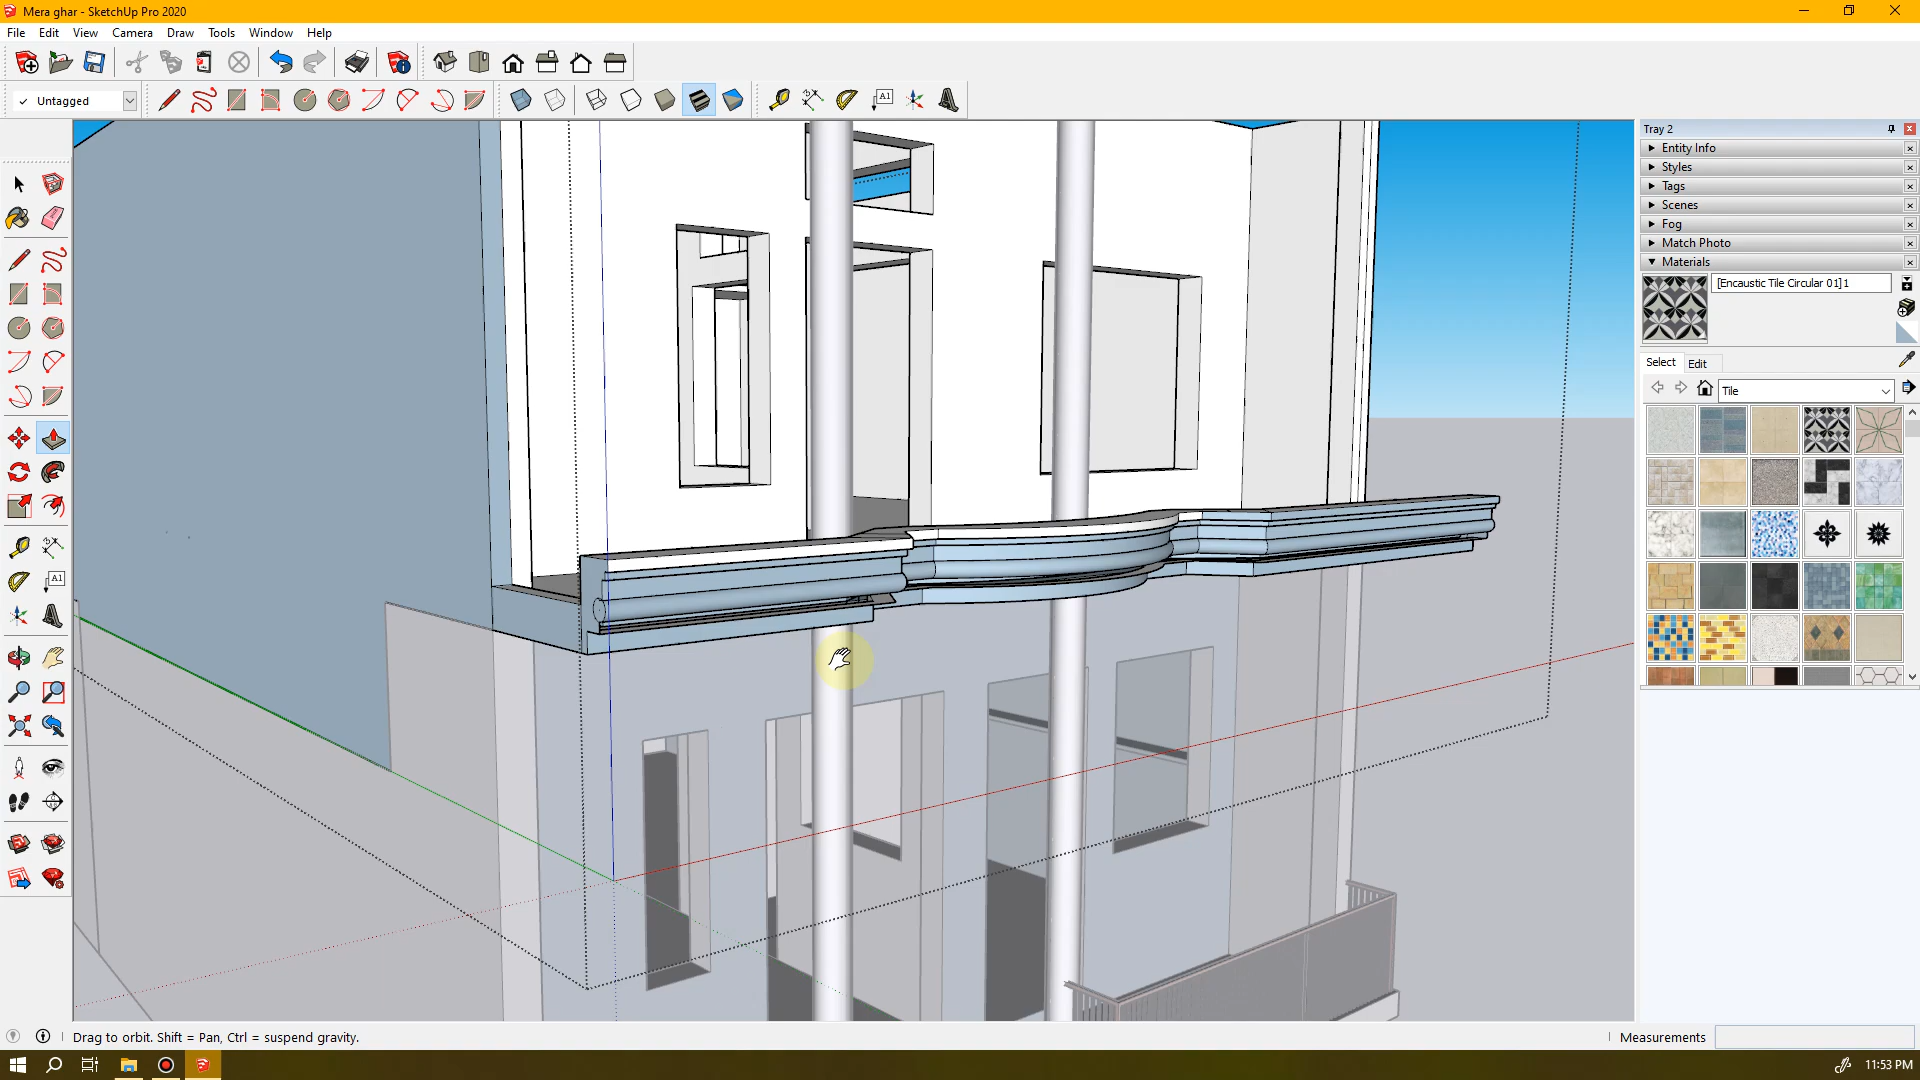 Mera ghar - SketchUp Pro 2020
File Edit View Camera Draw Tools Window Help
✓ Untagged
A1
Tray 2
Entity Info
Styles
Tags
Scenes
Fog
Match Photo
Materials
[Encaustic Tile Circular 01]1
Select Edit
Tile
A1
Drag to orbit. Shift = Pan, Ctrl = suspend gravity.
Measurements
11:53 PM